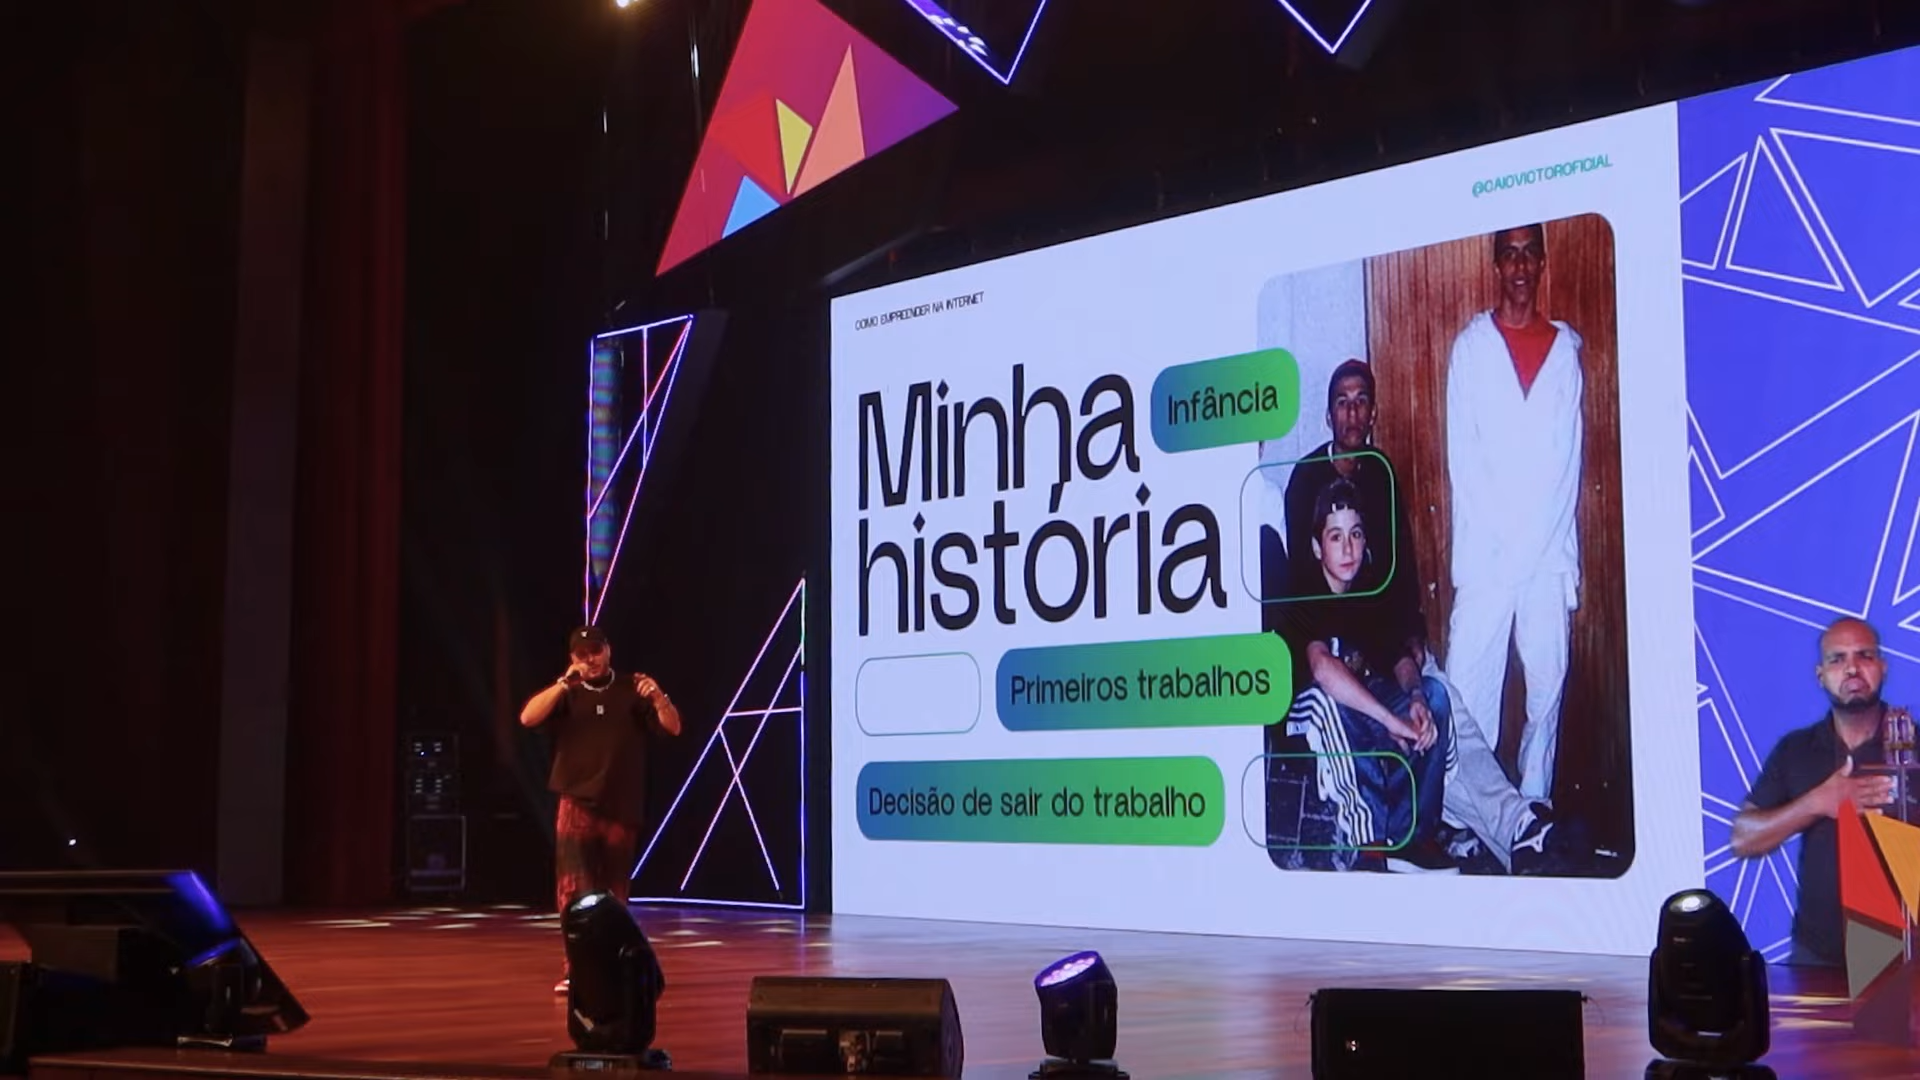 COMO EMPREENDER NA INTERNET
@CAIOVICTOROFICIAL
Minha
Infância
história
Primeiros trabalhos
Decisão de sair do trabalho